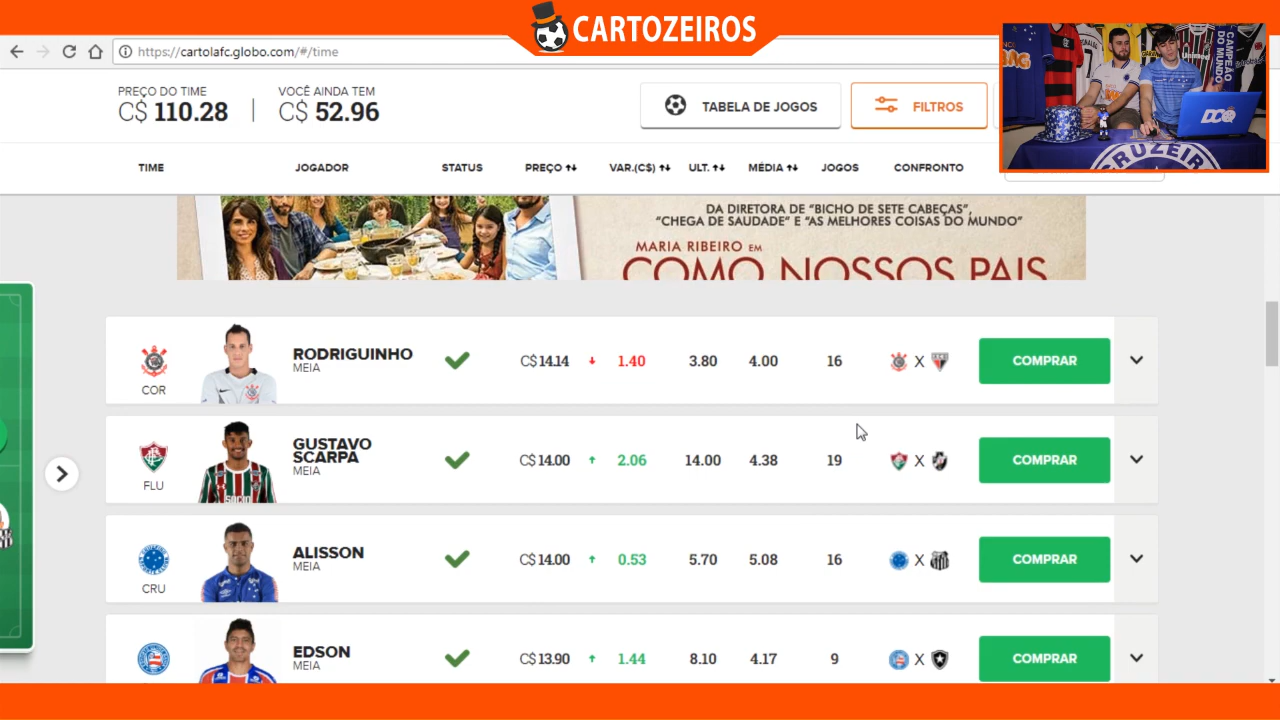 CARTOZEIROS
https://cartolafc.globo.com/#/time
PREÇO DO TIME
C$ 110.28
VOCÊ AINDA TEM
C$ 52.96
TABELA DE JOGOS
FILTROS
CAMPEÃO DO MUNDO
CRUZEIRO
TIME JOGADOR STATUS PREÇO VAR.(C$) ULT. MÉDIA JOGOS CONFRONTO
DA DIRETORA DE “BICHO DE SETE CABEÇAS”,
“CHEGA DE SAUDADE” E “AS MELHORES COISAS DO MUNDO”
MARIA RIBEIRO EM
COMO NOSSOS PAIS
COR
RODRIGUINHO
MEIA
C$ 14.14 1.40 3.80 4.00 16 X COMPRAR
FLU
GUSTAVO
SCARPA
MEIA
C$ 14.00 2.06 14.00 4.38 19 X COMPRAR
CRU
ALISSON
MEIA
C$ 14.00 0.53 5.70 5.08 16 X COMPRAR
EDSON
MEIA
C$ 13.90 1.44 8.10 4.17 9 X COMPRAR